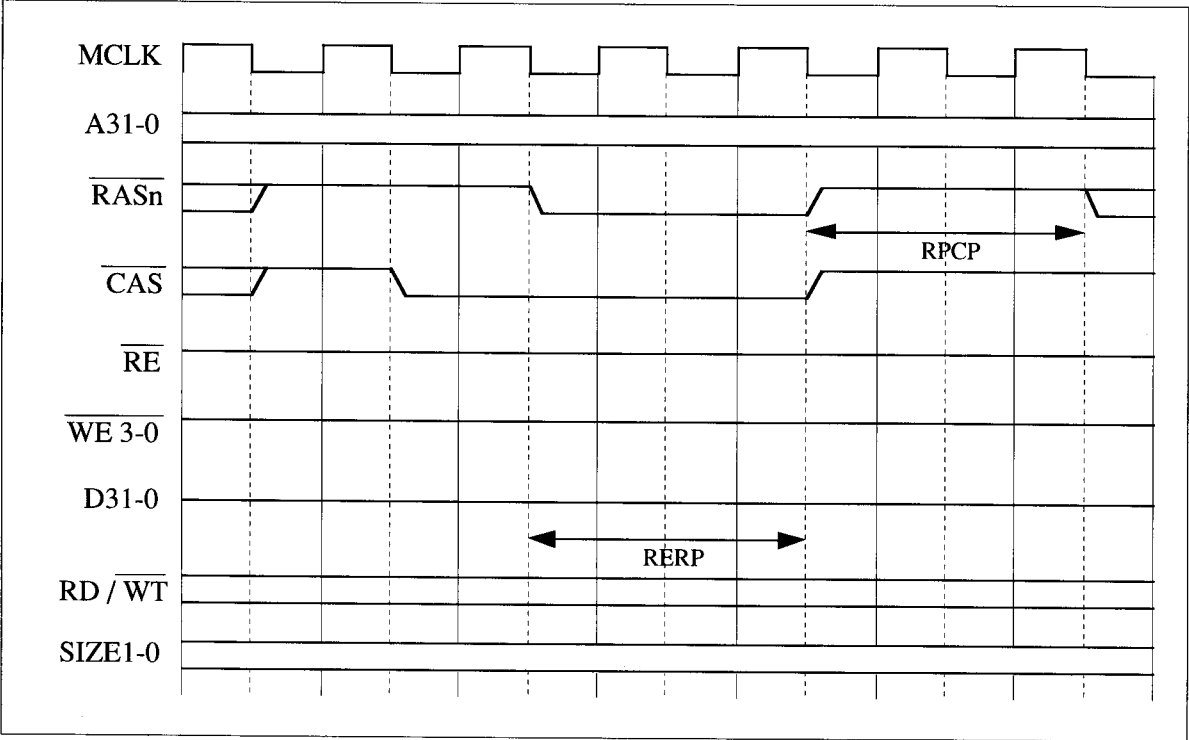 MCLK
A31-0
RASn
RPCP
CAS
RE
WE 3-0
D31-0
RERP
RD / WT
SIZE1-0